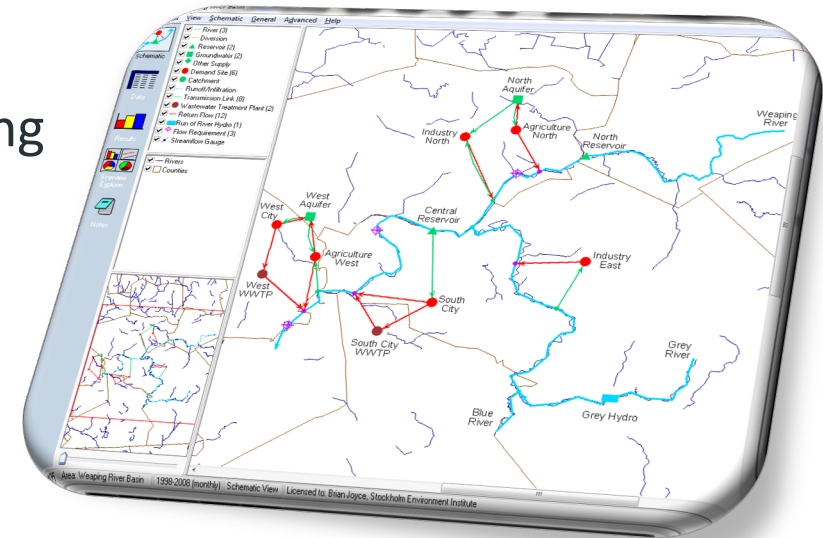 ng
View Schematic General Advanced Help
River (3)
Diversion
Reservoir (2)
Groundwater (2)
Other Supply
Demand Site (6)
Catchment
Runoff/Infiltration
Transmission Link (8)
Wastewater Treatment Plant (2)
Return Flow (12)
Run of River Hydro (1)
Flow Requirement (3)
Streamflow Gauge
Schematic
Data
Results
Scenario
Explorer
Notes
Rivers
Counties
North
Aquifer
Weaping
River
Industry
North
Agriculture
North
North
Reservoir
West
City
West
Aquifer
Central
Reservoir
Agriculture
West
Industry
East
West
WWTP
South
City
South City
WWTP
Grey
River
Blue
River
Grey Hydro
Area: Weaping River Basin 1998-2008 (monthly) Schematic View Licensed to: Brian Joyce, Stockholm Environment Institute